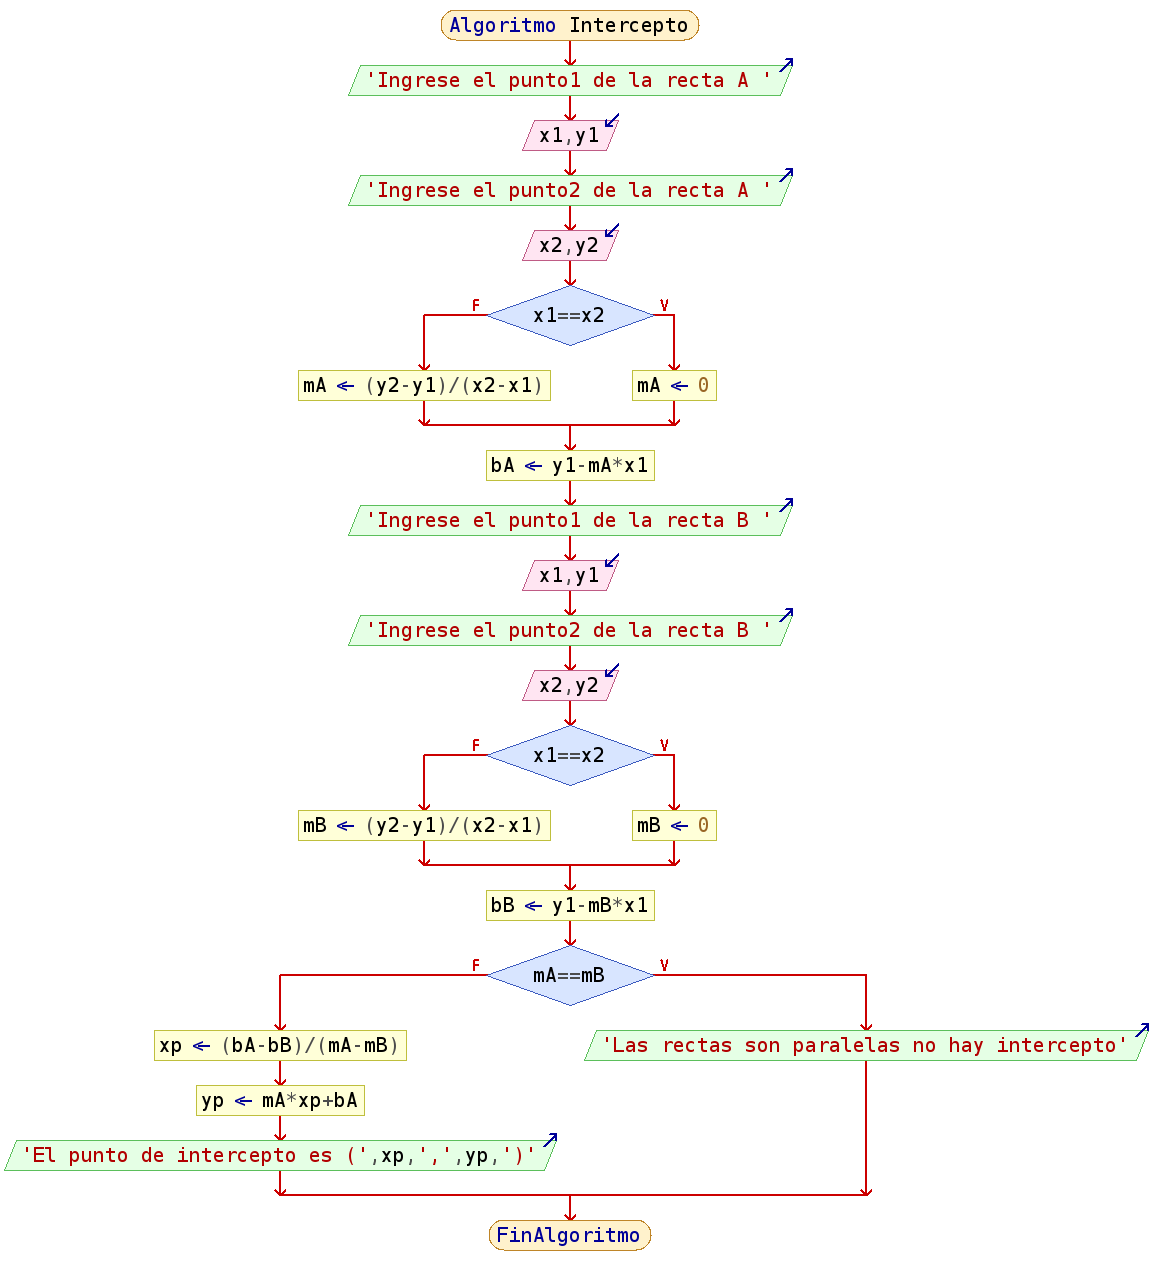 Algoritmo Intercepto
'Ingrese el punto1 de la recta A '
x1,y1
'Ingrese el punto2 de la recta A '
x2,y2
F
x1==x2
V
mA ← (y2-y1)/(x2-x1)
mA ← 0
bA ← y1-mA*x1
'Ingrese el punto1 de la recta B '
x1,y1
'Ingrese el punto2 de la recta B '
x2,y2
F
x1==x2
V
mB ← (y2-y1)/(x2-x1)
mB ← 0
bB ← y1-mB*x1
F
mA==mB
V
xp ← (bA-bB)/(mA-mB)
'Las rectas son paralelas no hay intercepto'
yp ← mA*xp+bA
'El punto de intercepto es (',xp,',',yp,')'
FinAlgoritmo